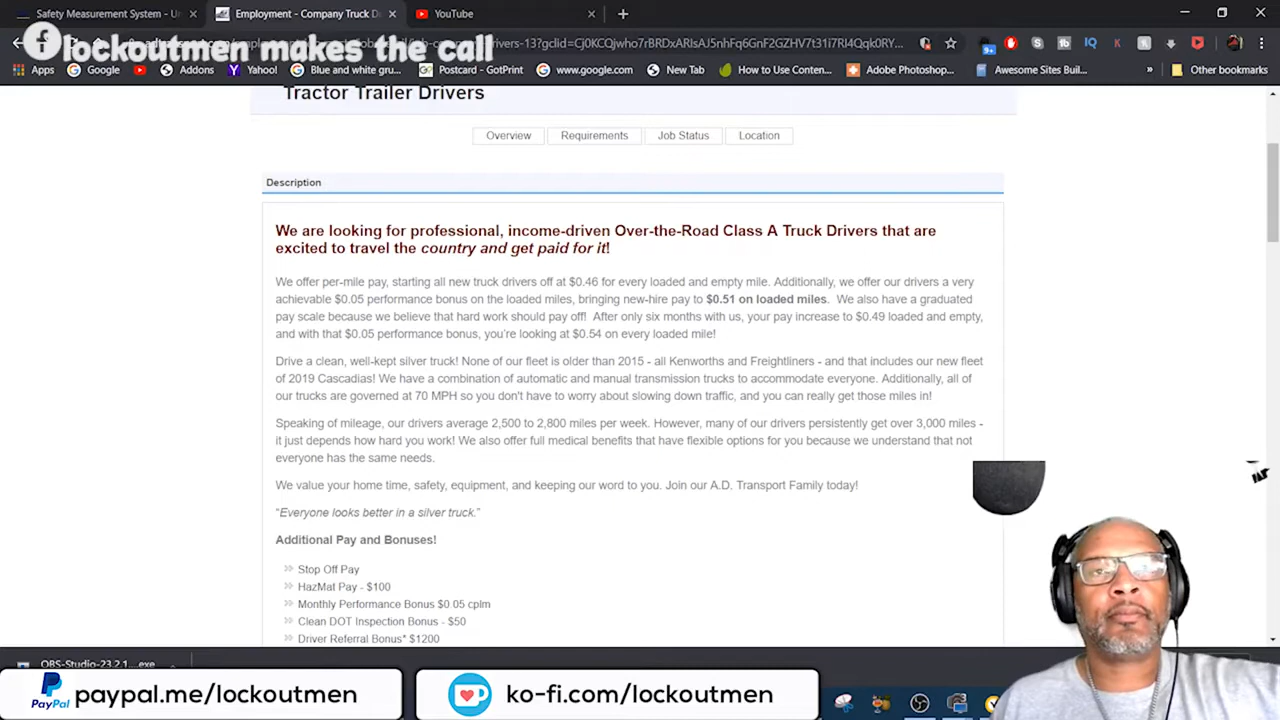 Safety Measurement System - U
Employment - Company Truck D
YouTube
lockoutmen makes the call
drivers-13?gclid=Cj0KCQjwho7rBRDxARIsAJ5nhFq6GnF2GZHV7t31i7RI4Qqk0RY...
Apps Google Addons Yahoo! Blue and white gru... Postcard - GotPrint www.google.com New Tab How to Use Conten... Adobe Photoshop... Awesome Sites Buil... » Other bookmarks
Tractor Trailer Drivers
Overview Requirements Job Status Location
Description
We are looking for professional, income-driven Over-the-Road Class A Truck Drivers that are
excited to travel the country and get paid for it!
We offer per-mile pay, starting all new truck drivers off at $0.46 for every loaded and empty mile. Additionally, we offer our drivers a very
achievable $0.05 performance bonus on the loaded miles, bringing new-hire pay to $0.51 on loaded miles. We also have a graduated
pay scale because we believe that hard work should pay off! After only six months with us, your pay increase to $0.49 loaded and empty,
and with that $0.05 performance bonus, you're looking at $0.54 on every loaded mile!
Drive a clean, well-kept silver truck! None of our fleet is older than 2015 - all Kenworths and Freightliners - and that includes our new fleet
of 2019 Cascadias! We have a combination of automatic and manual transmission trucks to accommodate everyone. Additionally, all of
our trucks are governed at 70 MPH so you don't have to worry about slowing down traffic, and you can really get those miles in!
Speaking of mileage, our drivers average 2,500 to 2,800 miles per week. However, many of our drivers persistently get over 3,000 miles -
it just depends how hard you work! We also offer full medical benefits that have flexible options for you because we understand that not
everyone has the same needs.
We value your home time, safety, equipment, and keeping our word to you. Join our A.D. Transport Family today!
“Everyone looks better in a silver truck.”
Additional Pay and Bonuses!
Stop Off Pay
HazMat Pay - $100
Monthly Performance Bonus $0.05 cplm
Clean DOT Inspection Bonus - $50
Driver Referral Bonus* $1200
OBS-Studio-23.2.1....exe
PayPal paypal.me/lockoutmen
ko-fi.com/lockoutmen